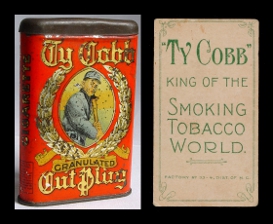 Ty Cobb
GRANULATED
Cut Plug
"TY COBB"
KING OF THE
SMOKING
TOBACCO
WORLD.